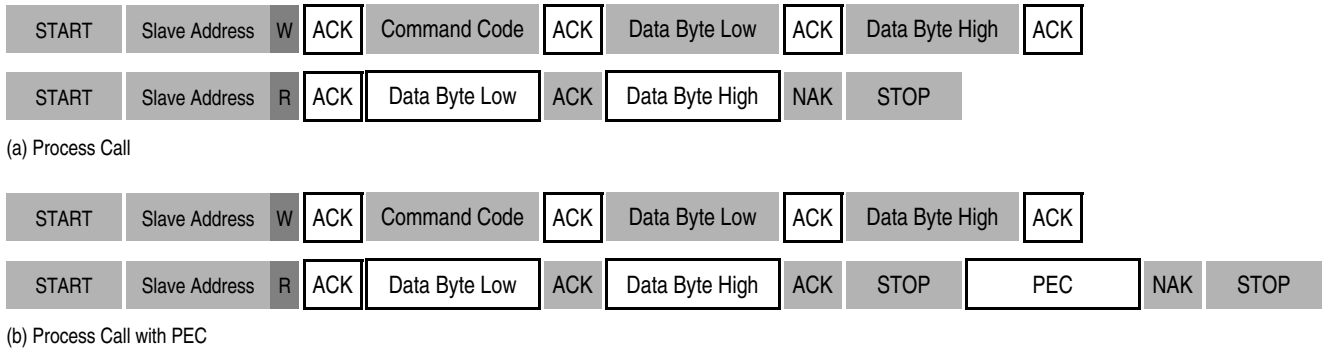 START Slave Address W ACK Command Code ACK Data Byte Low ACK Data Byte High ACK
START Slave Address R ACK Data Byte Low ACK Data Byte High NAK STOP
(a) Process Call
START Slave Address W ACK Command Code ACK Data Byte Low ACK Data Byte High ACK
START Slave Address R ACK Data Byte Low ACK Data Byte High ACK STOP PEC NAK STOP
(b) Process Call with PEC